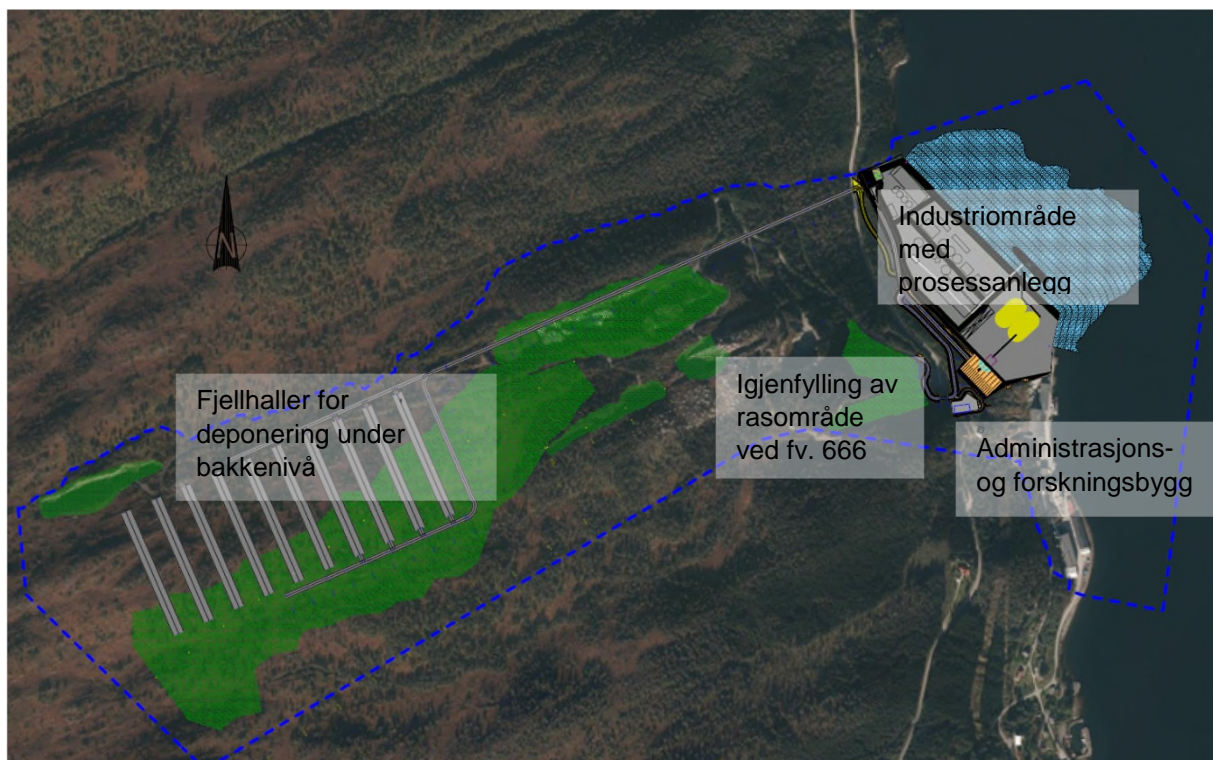 Industriområde
med
prosessanlegg
N
Fjellhaller for
deponering under
bakkenivå
Igjenfylling av
rasområde
ved fv. 666
Administrasjons-
og forskningsbygg